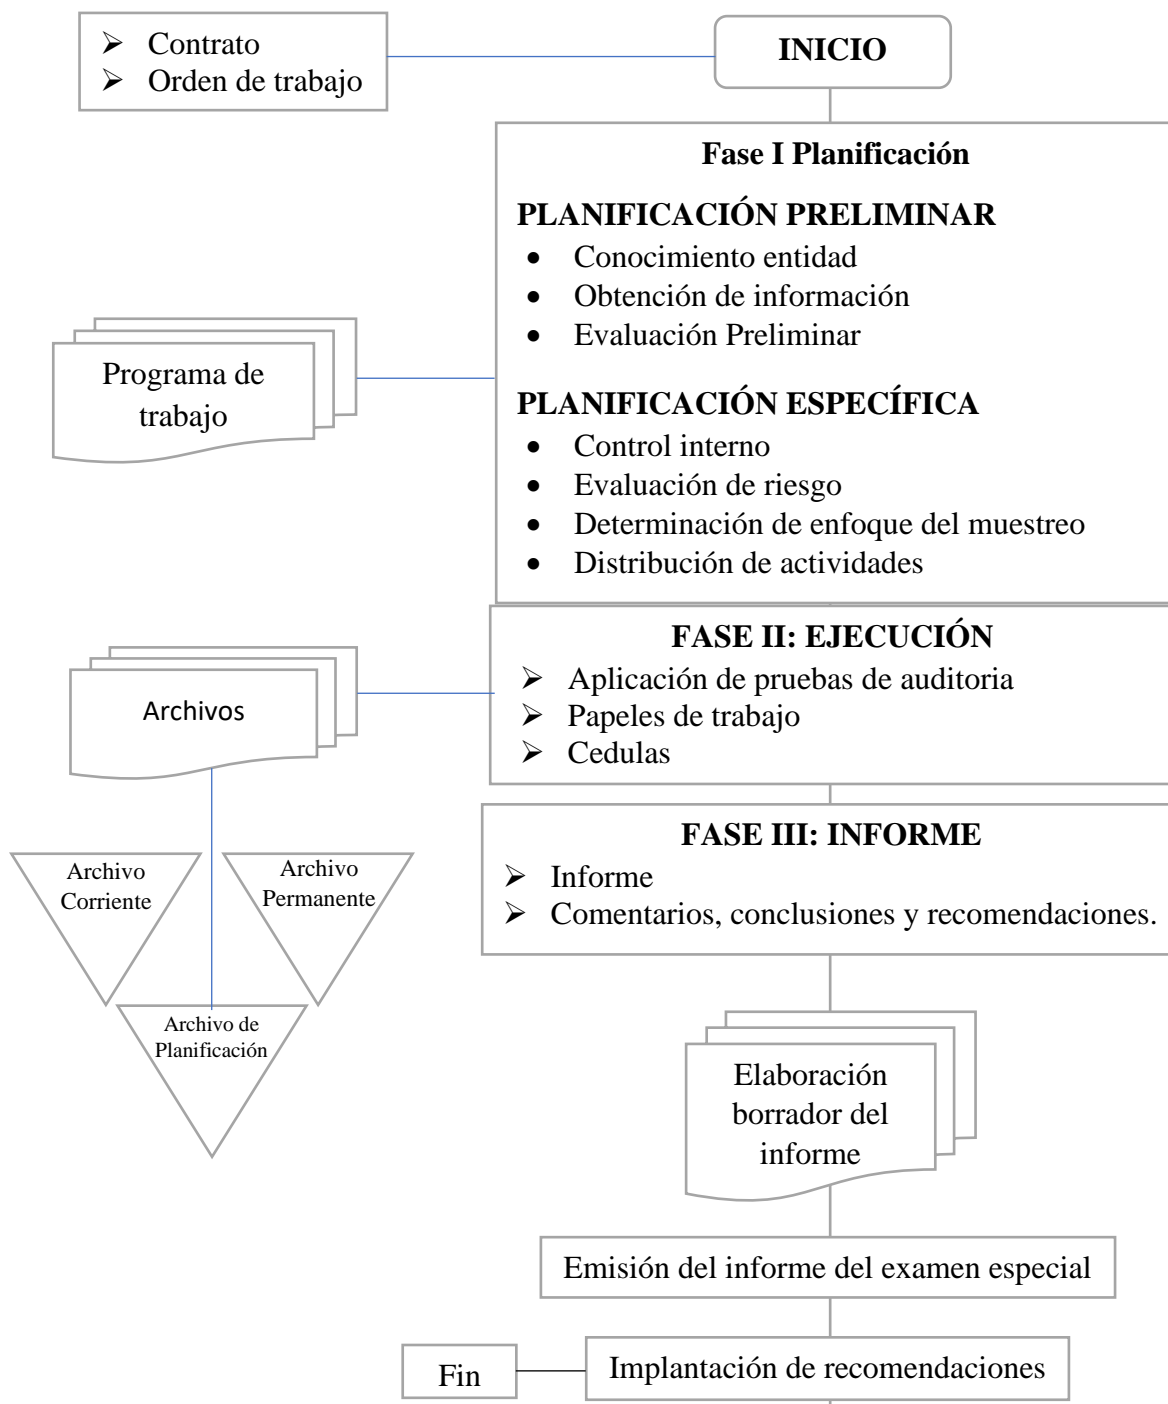 ➢ Contrato
➢ Orden de trabajo
INICIO
Fase I Planificación
PLANIFICACIÓN PRELIMINAR
• Conocimiento entidad
• Obtención de información
• Evaluación Preliminar
Programa de
trabajo
PLANIFICACIÓN ESPECÍFICA
• Control interno
• Evaluación de riesgo
• Determinación de enfoque del muestreo
• Distribución de actividades
FASE II: EJECUCIÓN
➢ Aplicación de pruebas de auditoria
➢ Papeles de trabajo
➢ Cedulas
Archivos
Archivo
Corriente
Archivo
Permanente
Archivo de
Planificación
FASE III: INFORME
➢ Informe
➢ Comentarios, conclusiones y recomendaciones.
Elaboración
borrador del
informe
Emisión del informe del examen especial
Implantación de recomendaciones
Fin